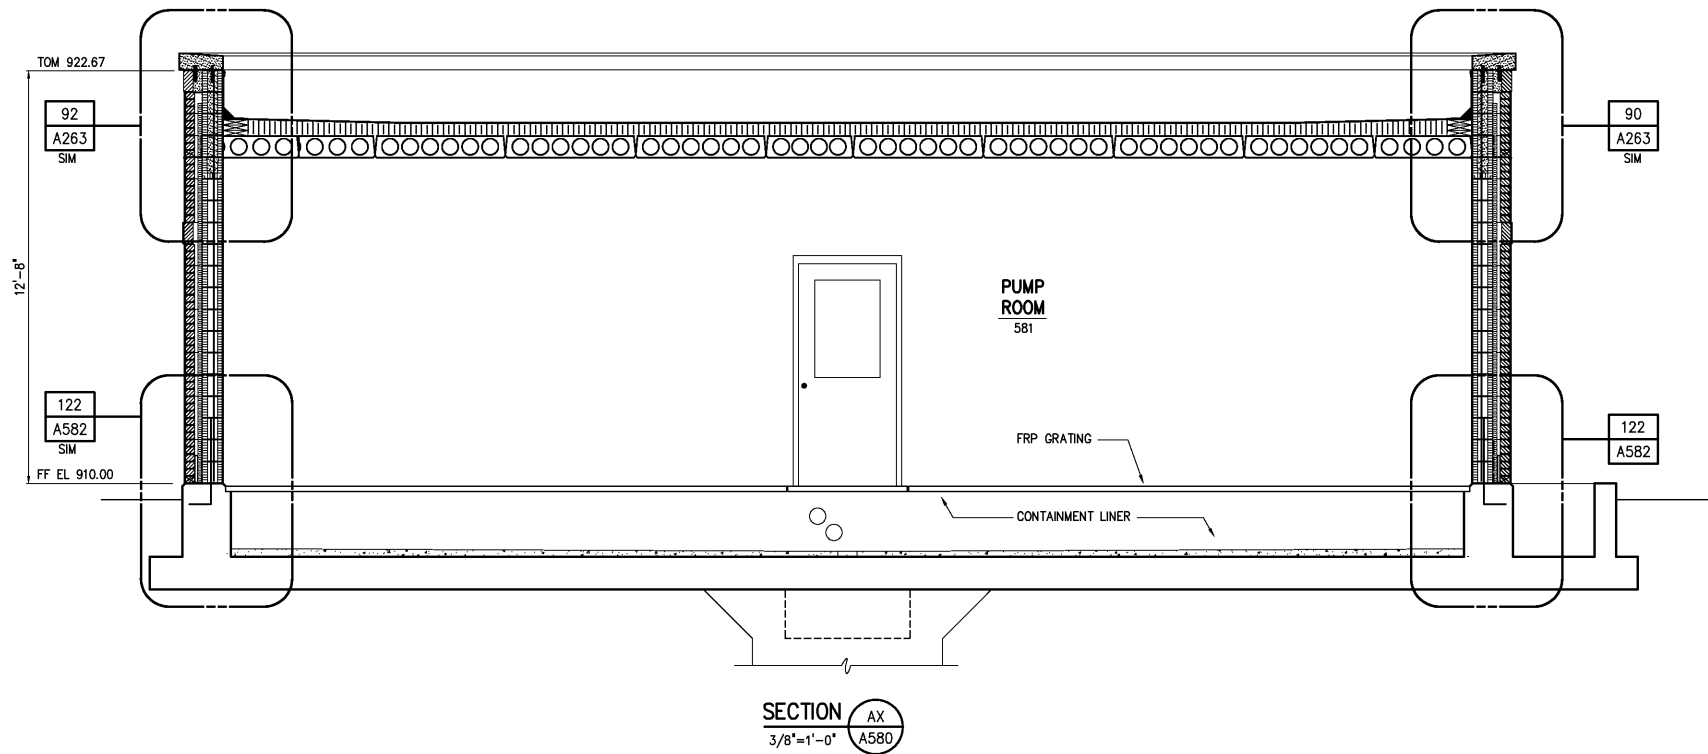 TOM 922.67
92
A263
SIM
90
A263
SIM
12'-8"
PUMP
ROOM
581
122
A582
SIM
122
A582
FRP GRATING
FF EL 910.00
CONTAINMENT LINER
SECTION
3/8"=1'-0"
AX
A580